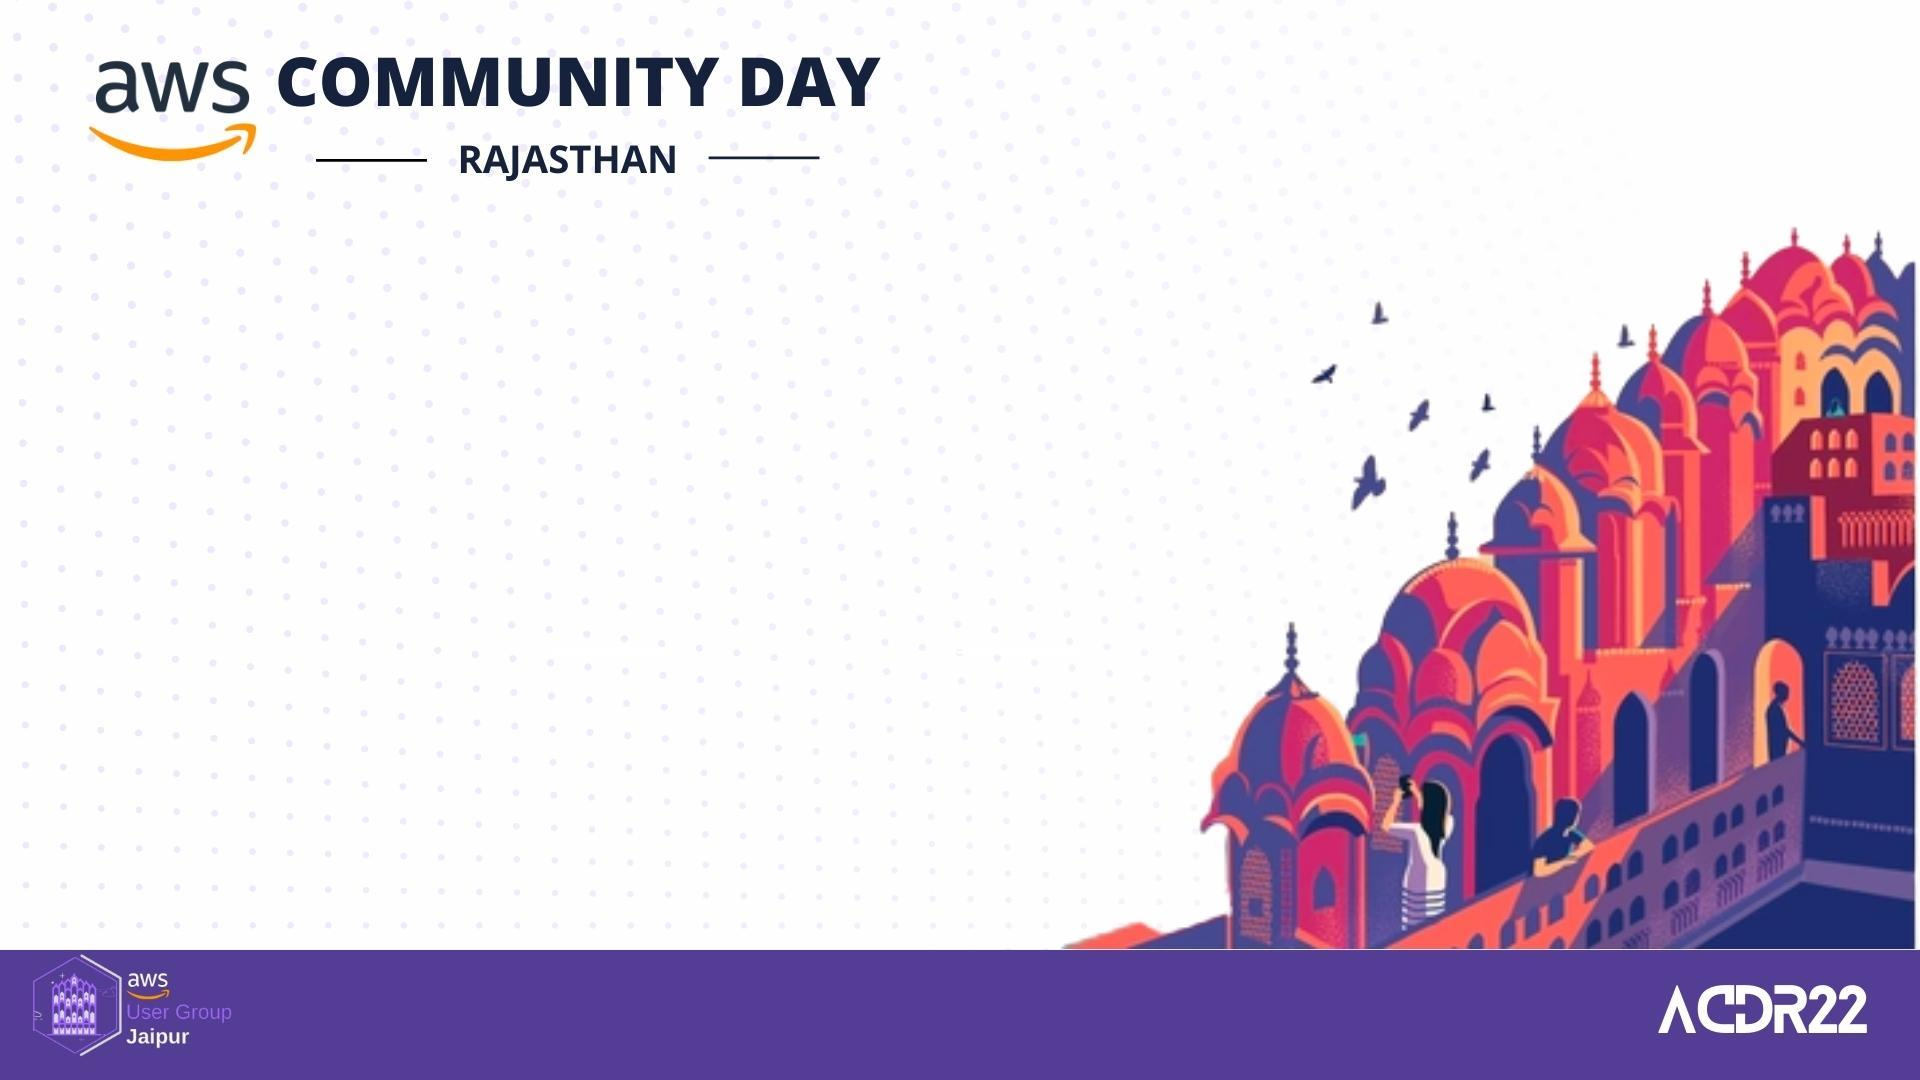 aws COMMUNITY DAY
RAJASTHAN
aws
User Group
Jaipur
ACDR22